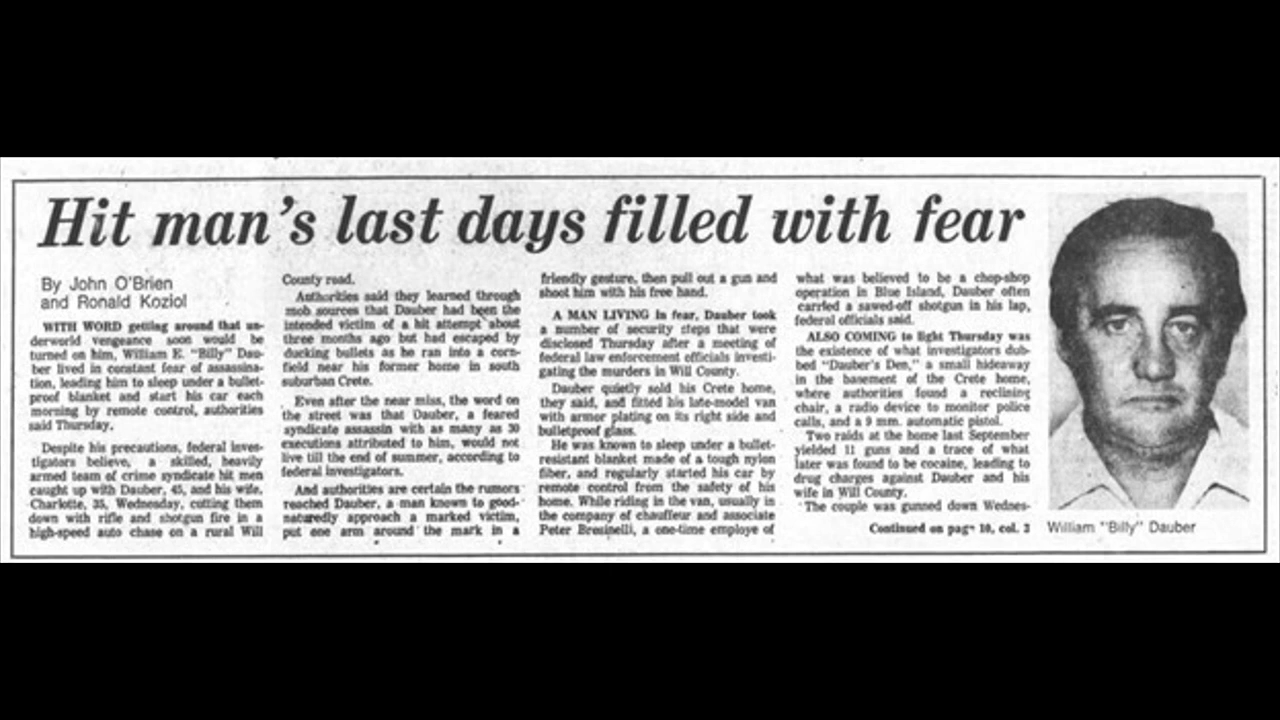 Hit man's last days filled with fear
By John O'Brien
and Ronald Koziol
WITH WORD getting around that un-
derworld vengeance soon would be
turned on him, William E. "Billy" Dau-
ber lived in constant fear of assassina-
tion, leading him to sleep under a bullet-
proof blanket and start his car each
morning by remote control, authorities
said Thursday.
Despite his precautions, federal inves-
tigators believe, a skilled, heavily
armed team of crime syndicate hit men
caught up with Dauber, 45, and his wife,
Charlotte, 35, Wednesday, cutting them
down with rifle and shotgun fire in a
high-speed auto chase on a rural Will
County road.
Authorities said they learned through
mob sources that Dauber had been the
intended victim of a hit attempt about
three months ago but had escaped by
ducking bullets as he ran into a corn-
field near his former home in south
suburban Crete.
Even after the near miss, the word on
the street was that Dauber, a feared
syndicate assassin with as many as 30
executions attributed to him, would not
live till the end of summer, according to
federal investigators.
And authorities are certain the rumors
reached Dauber, a man known to good-
naturedly approach a marked victim,
put one arm around the mark in a
friendly gesture, then pull out a gun and
shoot him with his free hand.
A MAN LIVING in fear, Dauber took
a number of security steps that were
disclosed Thursday after a meeting of
federal law enforcement officials investi-
gating the murders in Will County.
Dauber quietly sold his Crete home,
they said, and fitted his late-model van
with armor plating on its right side and
bulletproof glass.
He was known to sleep under a bullet-
resistant blanket made of a tough nylon
fiber, and regularly started his car by
remote control from the safety of his
home. While riding in the van, usually in
the company of chauffeur and associate
Peter Bresinelli, a one-time employe of
what was believed to be a chop-shop
operation in Blue Island, Dauber often
carried a sawed-off shotgun in his lap,
federal officials said.
ALSO COMING to light Thursday was
the existence of what investigators dub-
bed "Dauber's Den," a small hideaway
in the basement of the Crete home,
where authorities found a reclining
chair, a radio device to monitor police
calls, and a 9 mm. automatic pistol.
Two raids at the home last September
yielded 11 guns and a trace of what
later was found to be cocaine, leading to
drug charges against Dauber and his
wife in Will County.
The couple was gunned down Wednes-
Continued on page 10, col. 3
William "Billy" Dauber